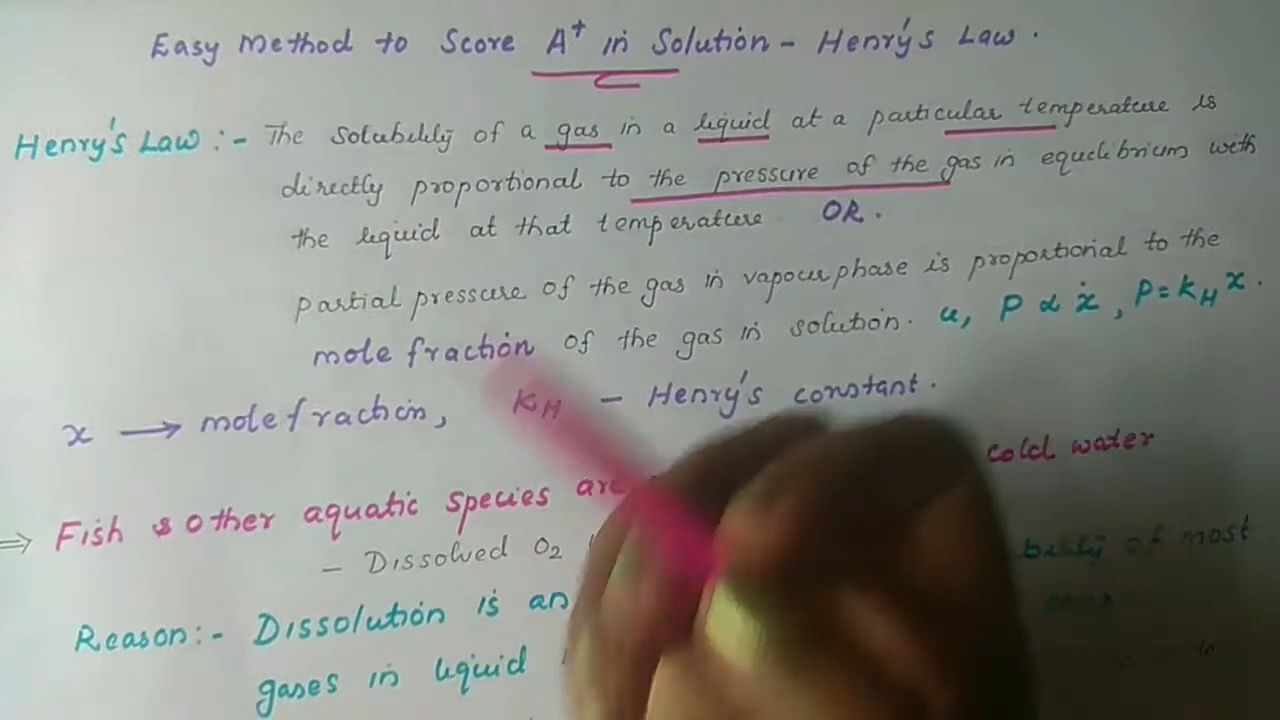 Easy Method to Score A+ in Solution - Henry's Law.
Henry's Law :- The Solubility of a gas in a liquid at a particular temperature is
directly proportional to the pressure of the gas in equilibrium with
the liquid at that temperature OR.
Partial pressure of the gas in vapour phase is proportional to the
mole fraction of the gas in solution. ie, P ∝ x, P = KH x.
x → mole fraction, KH - Henry's constant.
⇒ Fish & Other aquatic species are cold water
- Dissolved O2
Reason :- Dissolution is an of most
gases in liquid